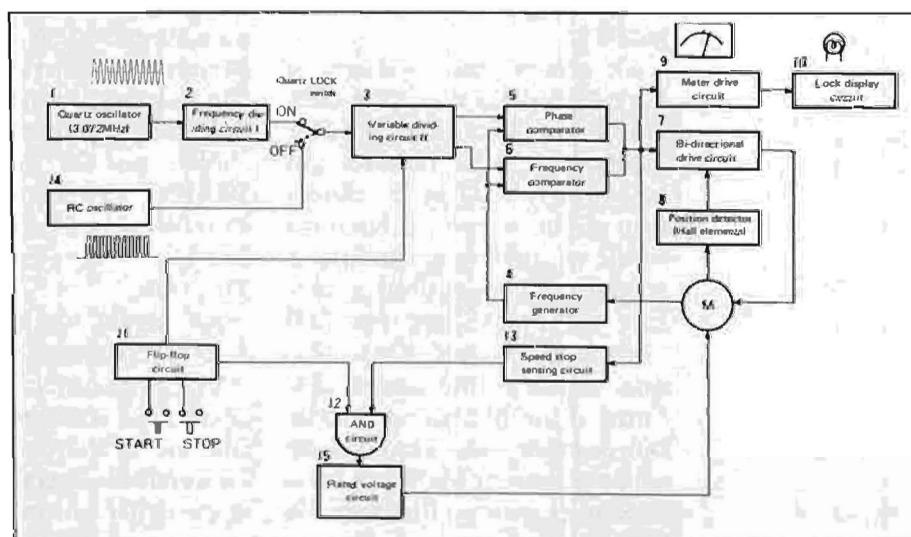 Quartz LOCK
switch
1
Quartz oscillator
(3.072MHz)
2
Frequency div
iding circuit I
ON
OFF
3
Variable divid-
ing circuit II
5
Phase
comparator
6
Frequency
comparator
9
Meter drive
circuit
10
Lock display
circuit
7
Bi-directional
drive circuit
8
Position detector
(Hall elements)
14
RC oscillator
4
Frequency
generator
M
11
Flip-flop
circuit
13
Speed stop
sensing circuit
12
AND
circuit
START
STOP
15
Rated voltage
circuit